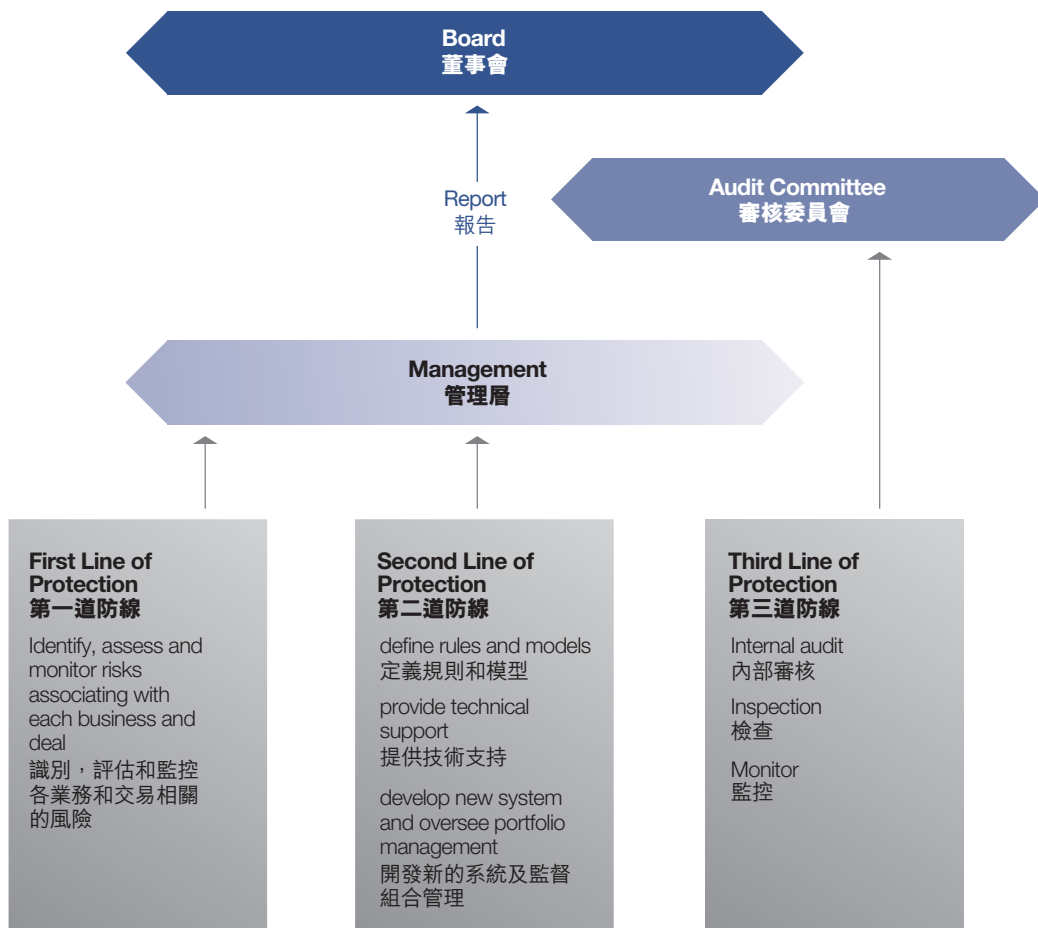 Board
董事會
Audit Committee
審核委員會
Report
報告
Management
管理層
First Line of
Protection
第一道防線
Identify, assess and
monitor risks
associating with
each business and
deal
識別，評估和監控
各業務和交易相關
的風險
Second Line of
Protection
第二道防線
define rules and models
定義規則和模型
provide technical
support
提供技術支持
develop new system
and oversee portfolio
management
開發新的系統及監督
組合管理
Third Line of
Protection
第三道防線
Internal audit
內部審核
Inspection
檢查
Monitor
監控